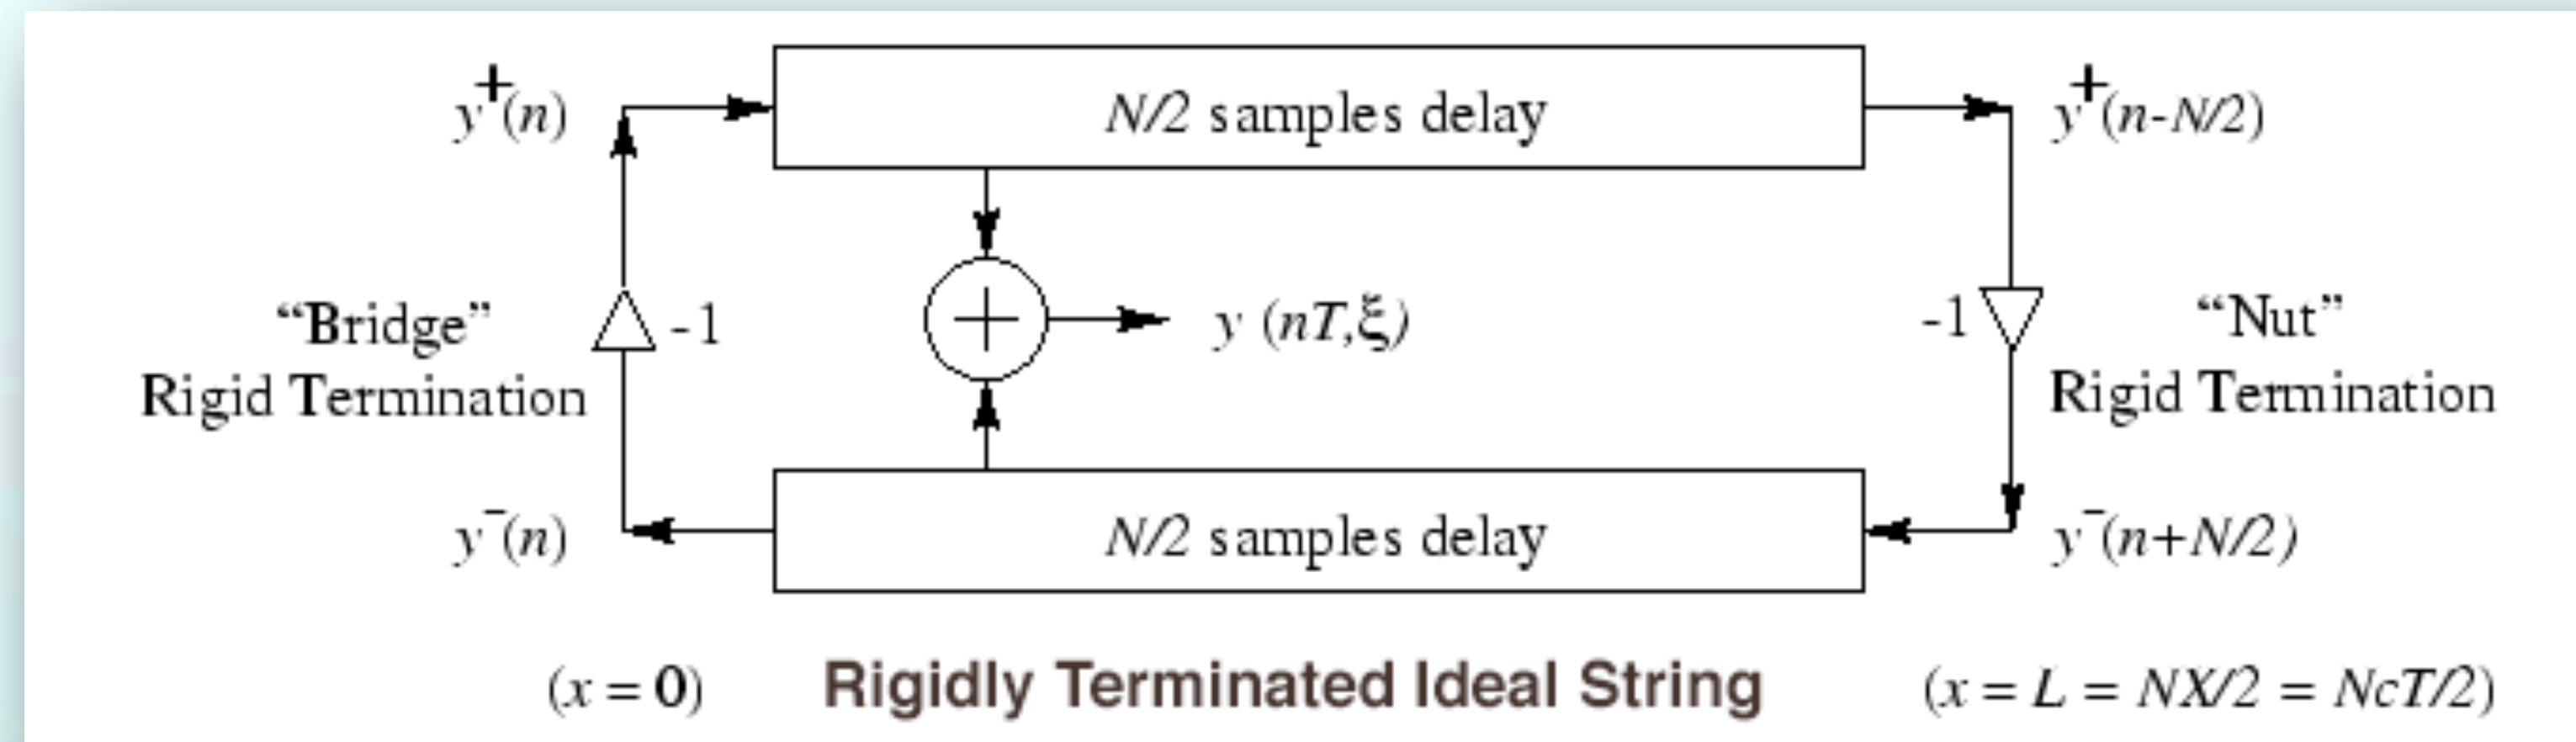 y⁺(n)
N/2 samples delay
y⁺(n-N/2)
“Bridge”
Rigid Termination
-1
y (nT,ξ)
-1
“Nut”
Rigid Termination
y⁻(n)
N/2 samples delay
y⁻(n+N/2)
(x = 0)
Rigidly Terminated Ideal String
(x = L = NX/2 = NcT/2)